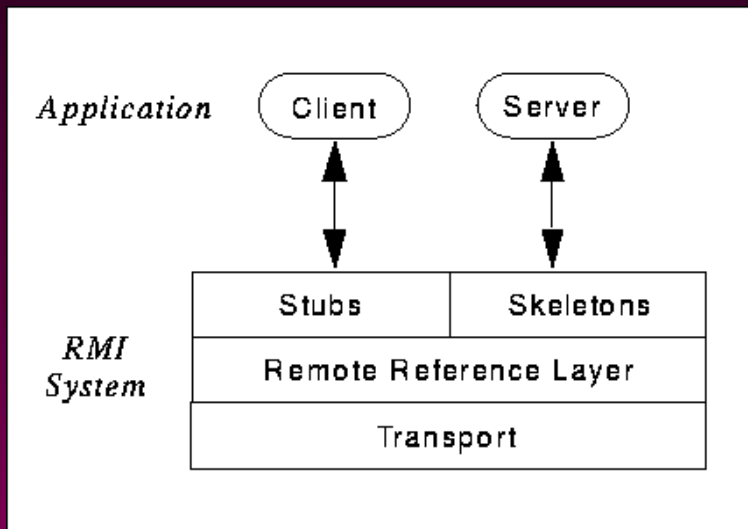 Application
Client
Server
Stubs
Skeletons
RMI
System
Remote Reference Layer
Transport